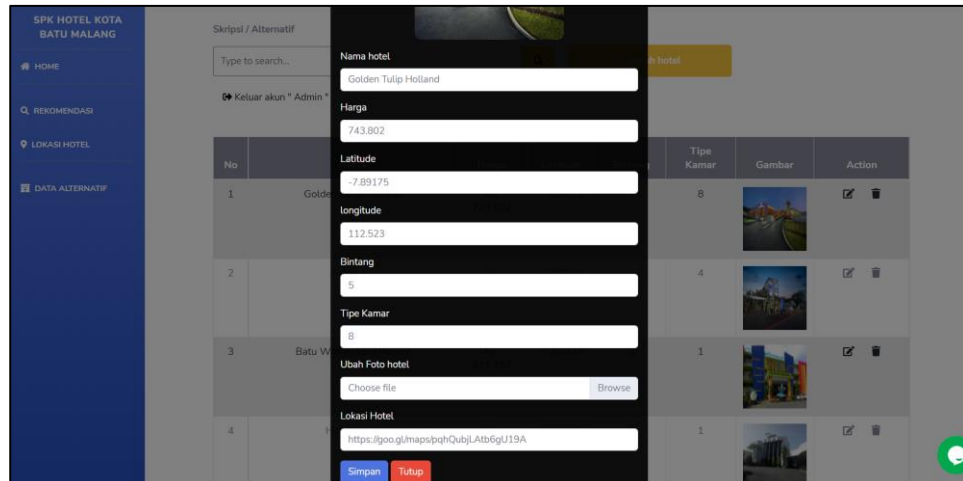 SPK HOTEL KOTA
BATU MALANG
HOME
REKOMENDASI
LOKASI HOTEL
DATA ALTERNATIF
Skripsi / Alternatif
Type to search...
hotel
Keluar akun " Admin "
No
Tipe
Kamar
Gambar
Action
1
Golde
8
2
4
3
Batu W
1
4
H
1
Nama hotel
Golden Tulip Holland
Harga
743.802
Latitude
-7.89175
longitude
112.523
Bintang
5
Tipe Kamar
8
Ubah Foto hotel
Choose file
Browse
Lokasi Hotel
https://goo.gl/maps/pqhQubjLAtb6gU19A
Simpan
Tutup